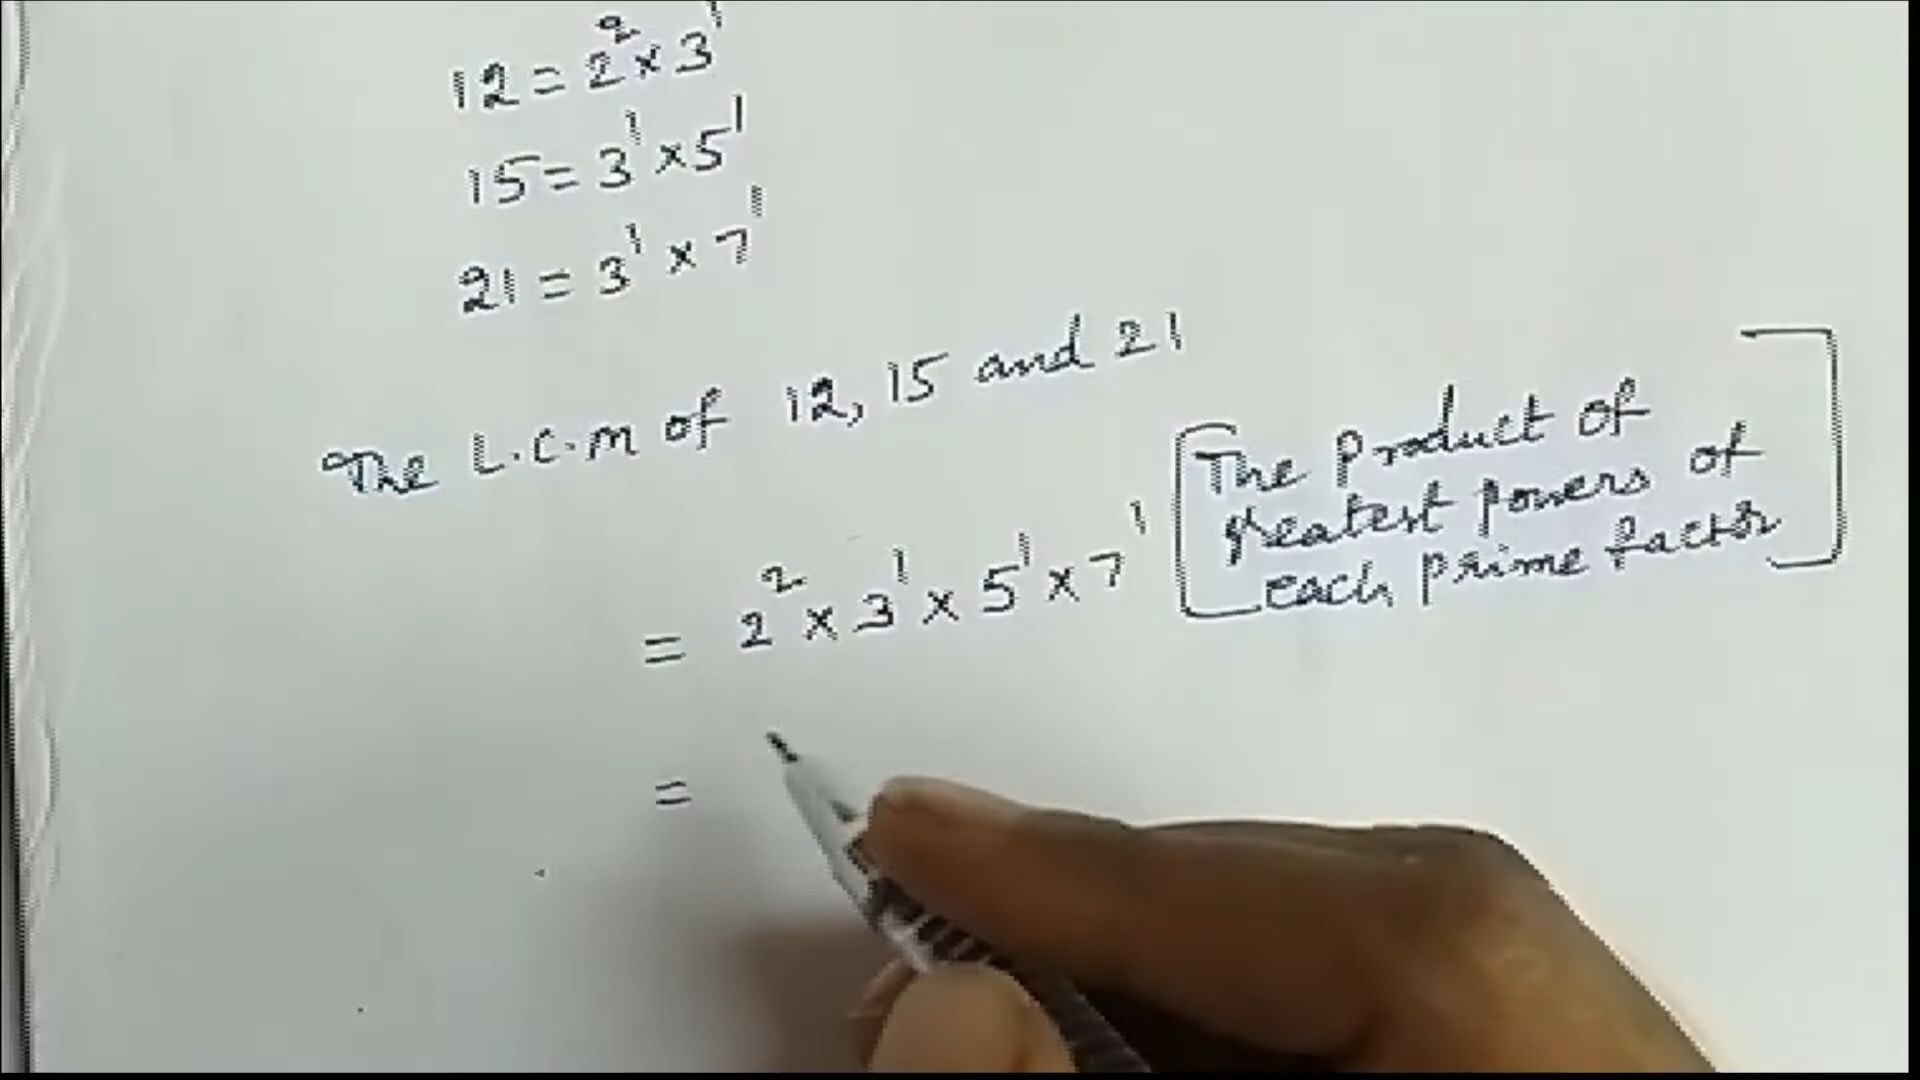 12 = 2² × 3¹
15 = 3¹ × 5¹
21 = 3¹ × 7¹
The L.C.M of 12, 15 and 21
= 2² × 3¹ × 5¹ × 7¹
[The Product of
greatest powers of
each prime factor]
=